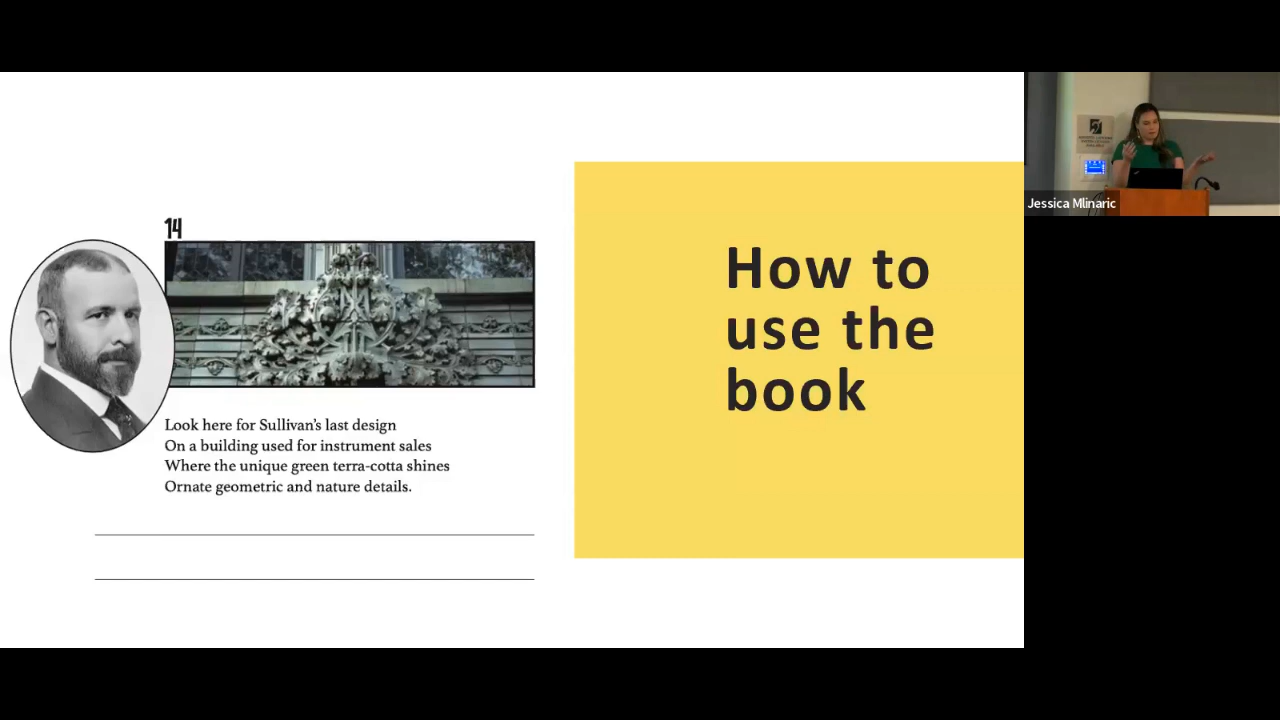 14
Look here for Sullivan's last design
On a building used for instrument sales
Where the unique green terra-cotta shines
Ornate geometric and nature details.
How to
use the
book
Jessica Mlinaric